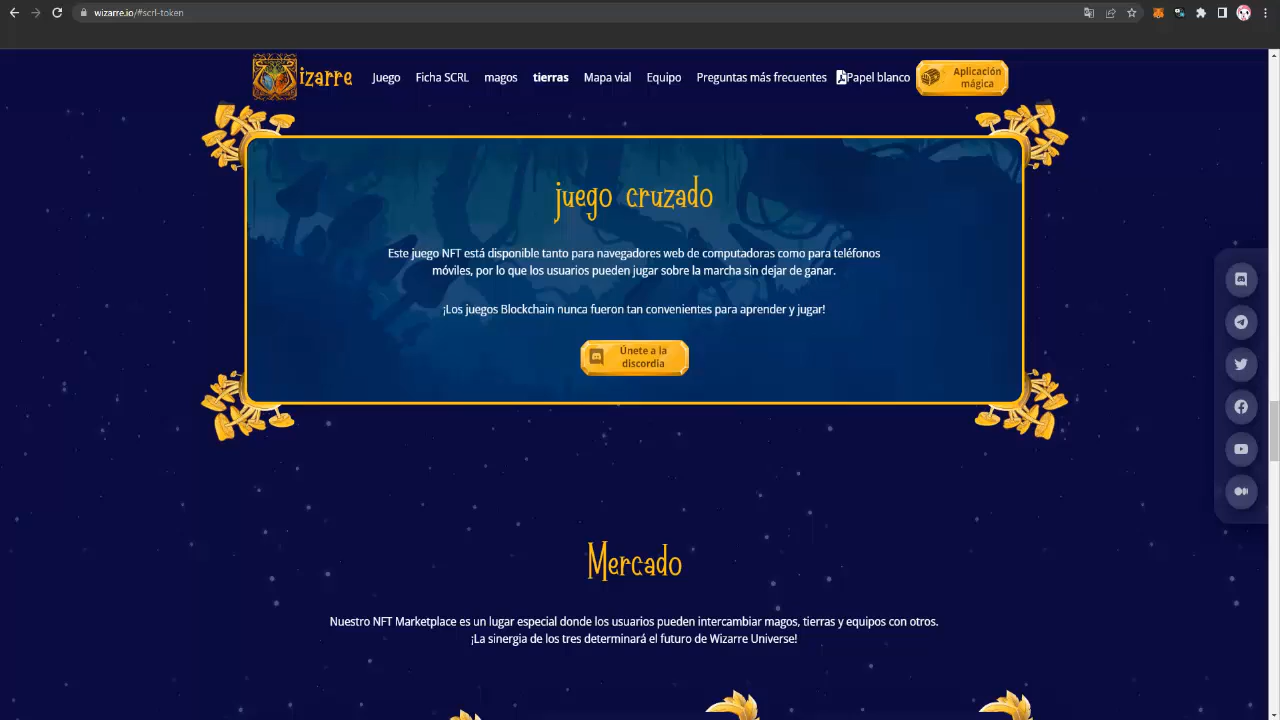 wizarre.io/#scrl-token
izarre
Juego
Ficha SCRL
magos
tierras
Mapa vial
Equipo
Preguntas más frecuentes
Papel blanco
Aplicación
mágica
juego cruzado
Este juego NFT está disponible tanto para navegadores web de computadoras como para teléfonos
móviles, por lo que los usuarios pueden jugar sobre la marcha sin dejar de ganar.
¡Los juegos Blockchain nunca fueron tan convenientes para aprender y jugar!
Únete a la
discordia
Mercado
Nuestro NFT Marketplace es un lugar especial donde los usuarios pueden intercambiar magos, tierras y equipos con otros.
¡La sinergia de los tres determinará el futuro de Wizarre Universe!